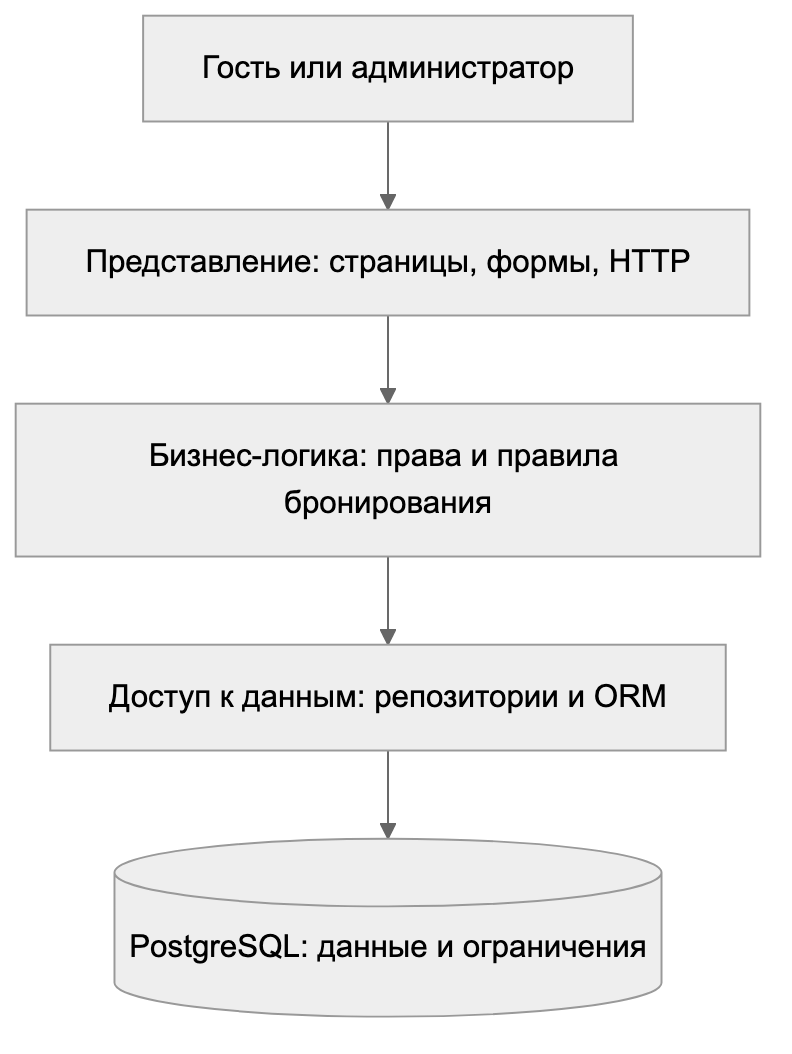 Гость или администратор
Представление: страницы, формы, HTTP
Бизнес-логика: права и правила
бронирования
Доступ к данным: репозитории и ORM
PostgreSQL: данные и ограничения